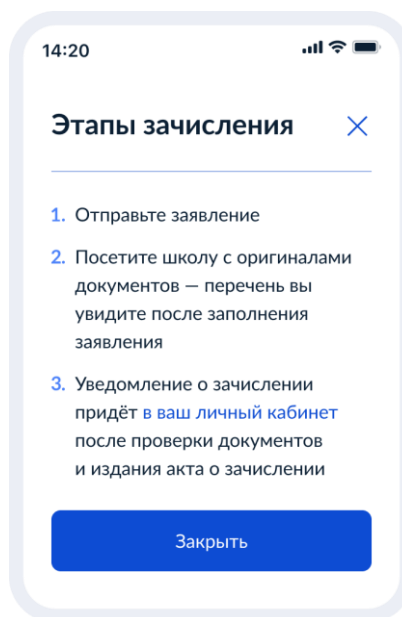 14:20
Этапы зачисления
1. Отправьте заявление
2. Посетите школу с оригиналами
документов — перечень вы
увидите после заполнения
заявления
3. Уведомление о зачислении
придёт в ваш личный кабинет
после проверки документов
и издания акта о зачислении
Закрыть